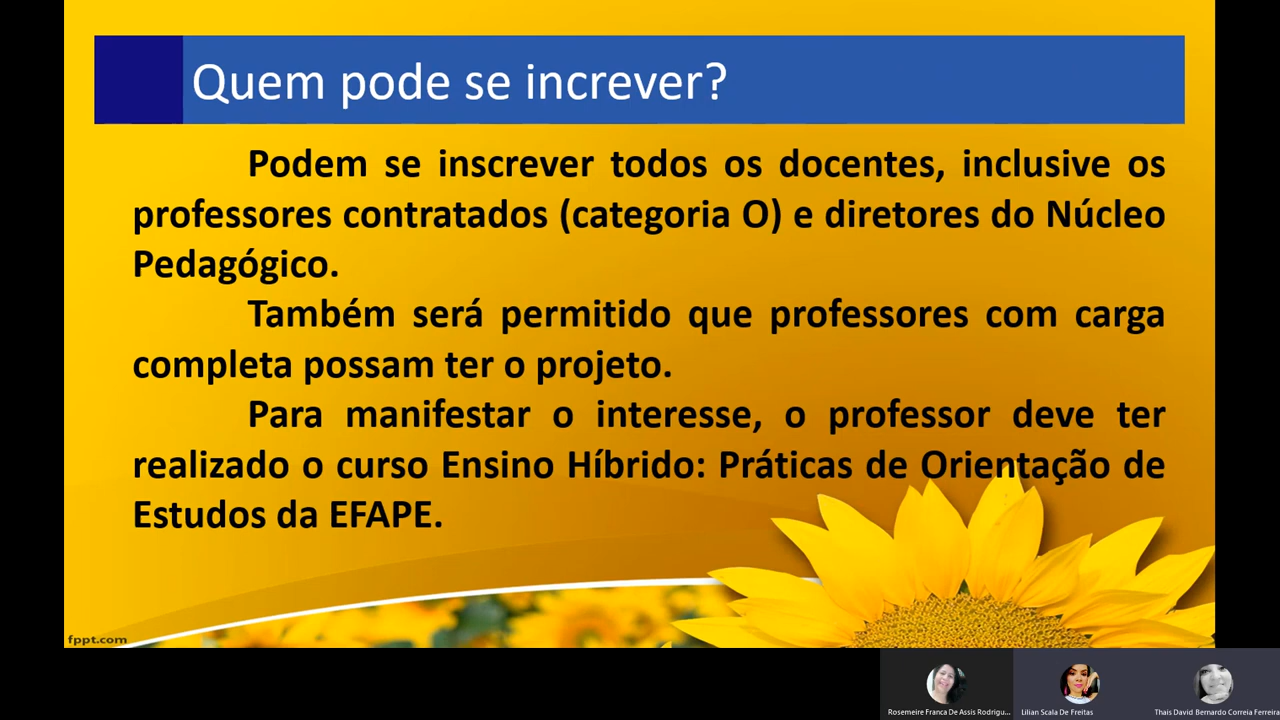 Quem pode se increver?
Podem se inscrever todos os docentes, inclusive os
professores contratados (categoria O) e diretores do Núcleo
Pedagógico.
Também será permitido que professores com carga
completa possam ter o projeto.
Para manifestar o interesse, o professor deve ter
realizado o curso Ensino Híbrido: Práticas de Orientação de
Estudos da EFAPE.
fppt.com
Rosemeire Franca De Assis Rodrigu...
Lilian Scala De Freitas
Thais David Bernardo Correia Ferreira